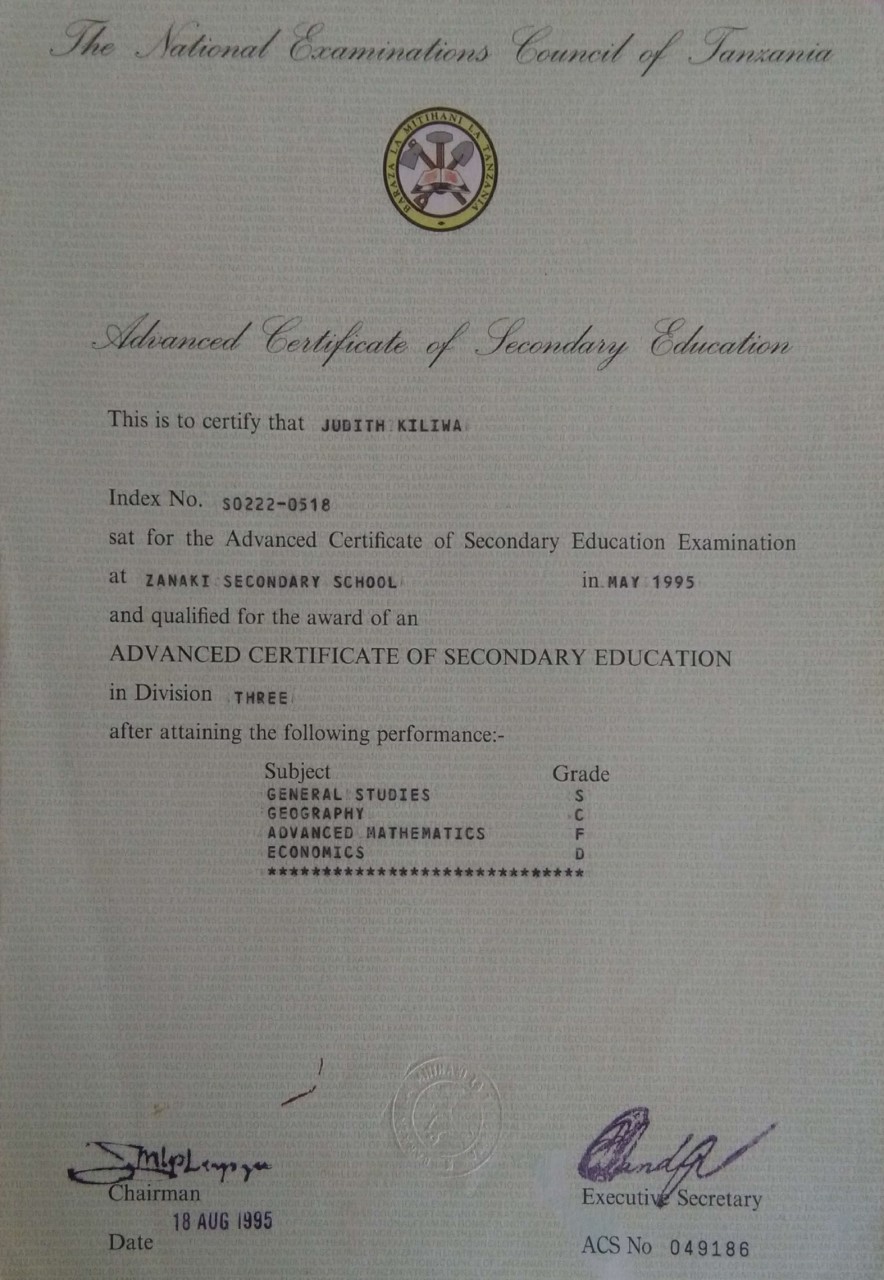 The National Examinations Council of Tanzania
BARAZA LA MITIHANI LA TANZANIA
Advanced Certificate of Secondary Education
This is to certify that JUDITH KILIWA
Index No. S0222-0518
sat for the Advanced Certificate of Secondary Education Examination
at ZANAKI SECONDARY SCHOOL in MAY 1995
and qualified for the award of an
ADVANCED CERTIFICATE OF SECONDARY EDUCATION
in Division THREE
after attaining the following performance:-
Subject Grade
GENERAL STUDIES S
GEOGRAPHY C
ADVANCED MATHEMATICS F
ECONOMICS D
*****************************
Chairman Executive Secretary
18 AUG 1995
Date ACS No 049186